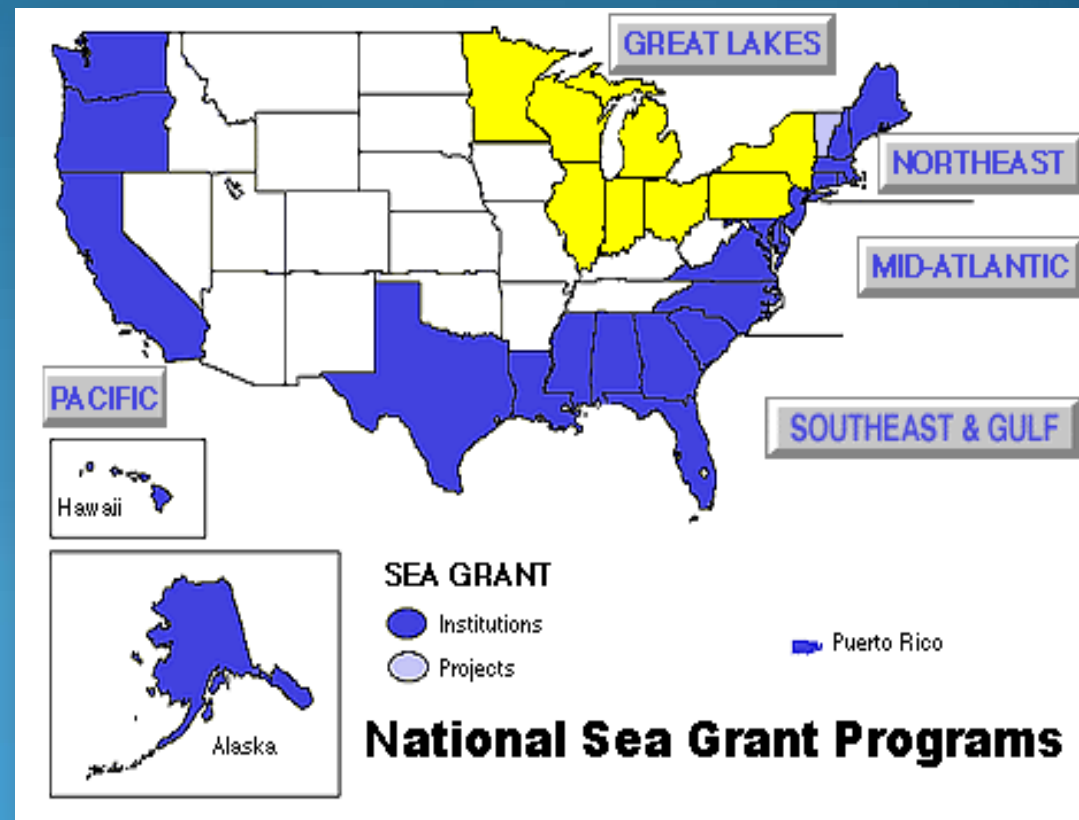 GREAT LAKES
NORTHEAST
MID-ATLANTIC
PACIFIC
SOUTHEAST & GULF
Hawaii
SEA GRANT
Institutions
Projects
Puerto Rico
Alaska
National Sea Grant Programs